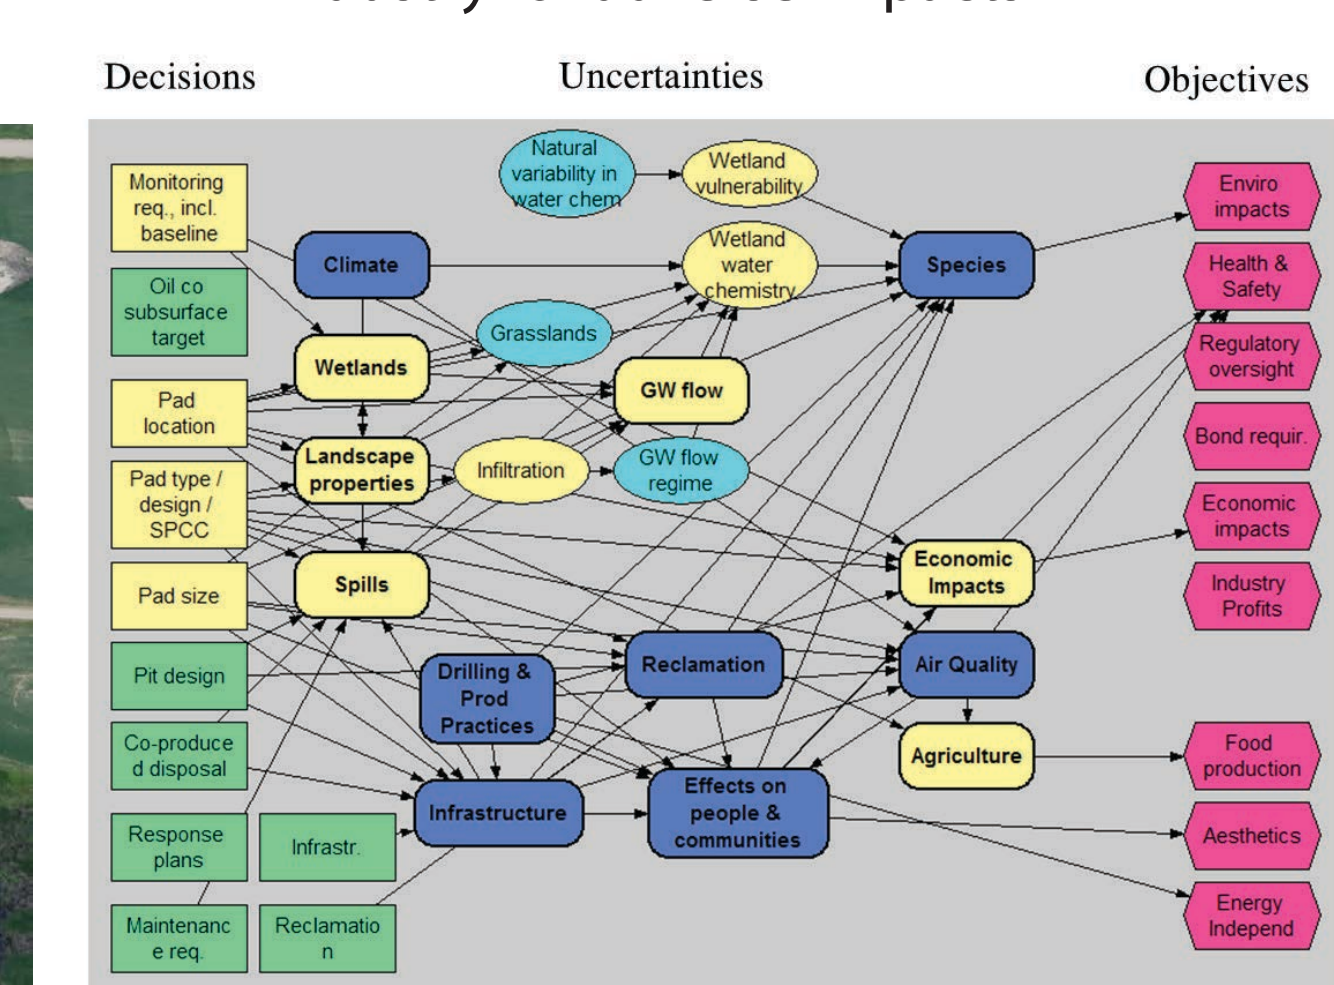 Decisions
Uncertainties
Objectives
Natural
variability in
water chem
Wetland
vulnerability
Monitoring
req., incl.
baseline
Enviro
impacts
Climate
Wetland
water
chemistry
Species
Health &
Safety
Oil co
subsurface
target
Grasslands
Regulatory
oversight
Wetlands
GW flow
Pad
location
Bond requir.
Landscape
properties
Infiltration
GW flow
regime
Pad type /
design /
SPCC
Economic
impacts
Spills
Economic
Impacts
Pad size
Industry
Profits
Pit design
Drilling &
Prod
Practices
Reclamation
Air Quality
Co-produce
d disposal
Agriculture
Food
production
Infrastructure
Effects on
people &
communities
Response
plans
Infrastr.
Aesthetics
Maintenanc
e req.
Reclamatio
n
Energy
Independ